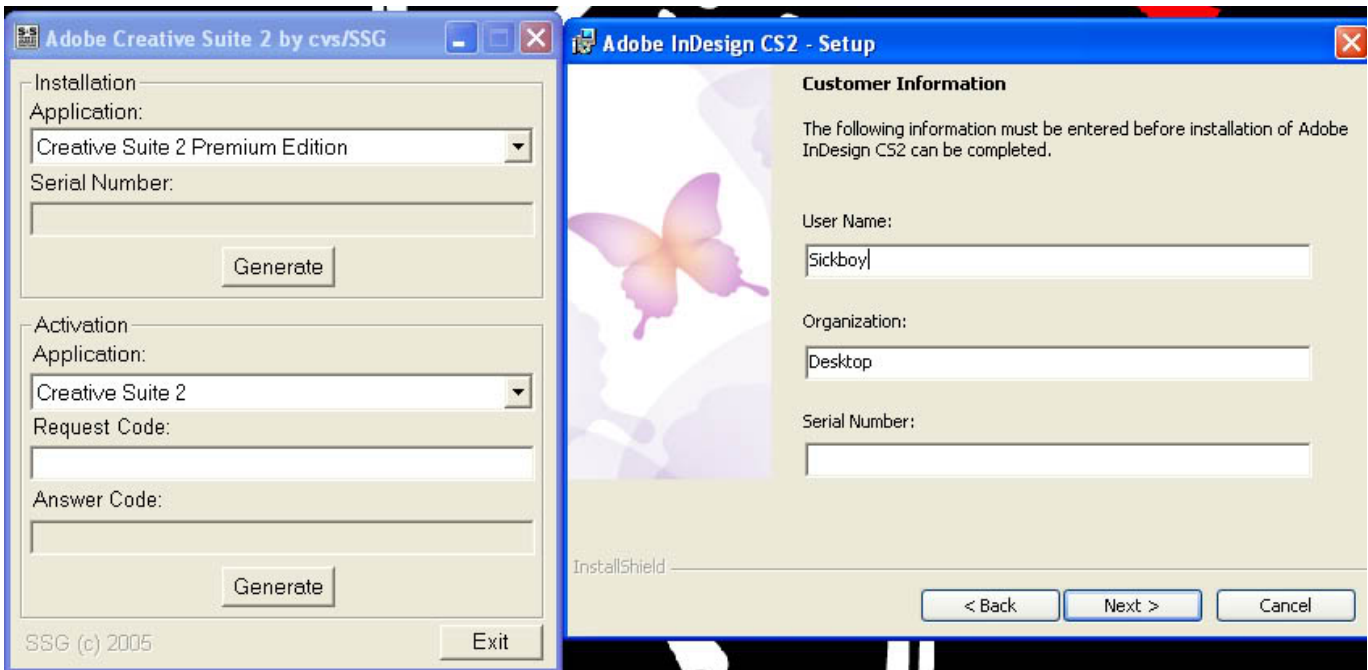 Adobe Creative Suite 2 by cvs/SSG
Installation
Application:
Creative Suite 2 Premium Edition
Serial Number:
Generate
Activation
Application:
Creative Suite 2
Request Code:
Answer Code:
Generate
SSG (c) 2005
Exit
Adobe InDesign CS2 - Setup
Customer Information
The following information must be entered before installation of Adobe
InDesign CS2 can be completed.
User Name:
Sickboy
Organization:
Desktop
Serial Number:
InstallShield
< Back
Next >
Cancel